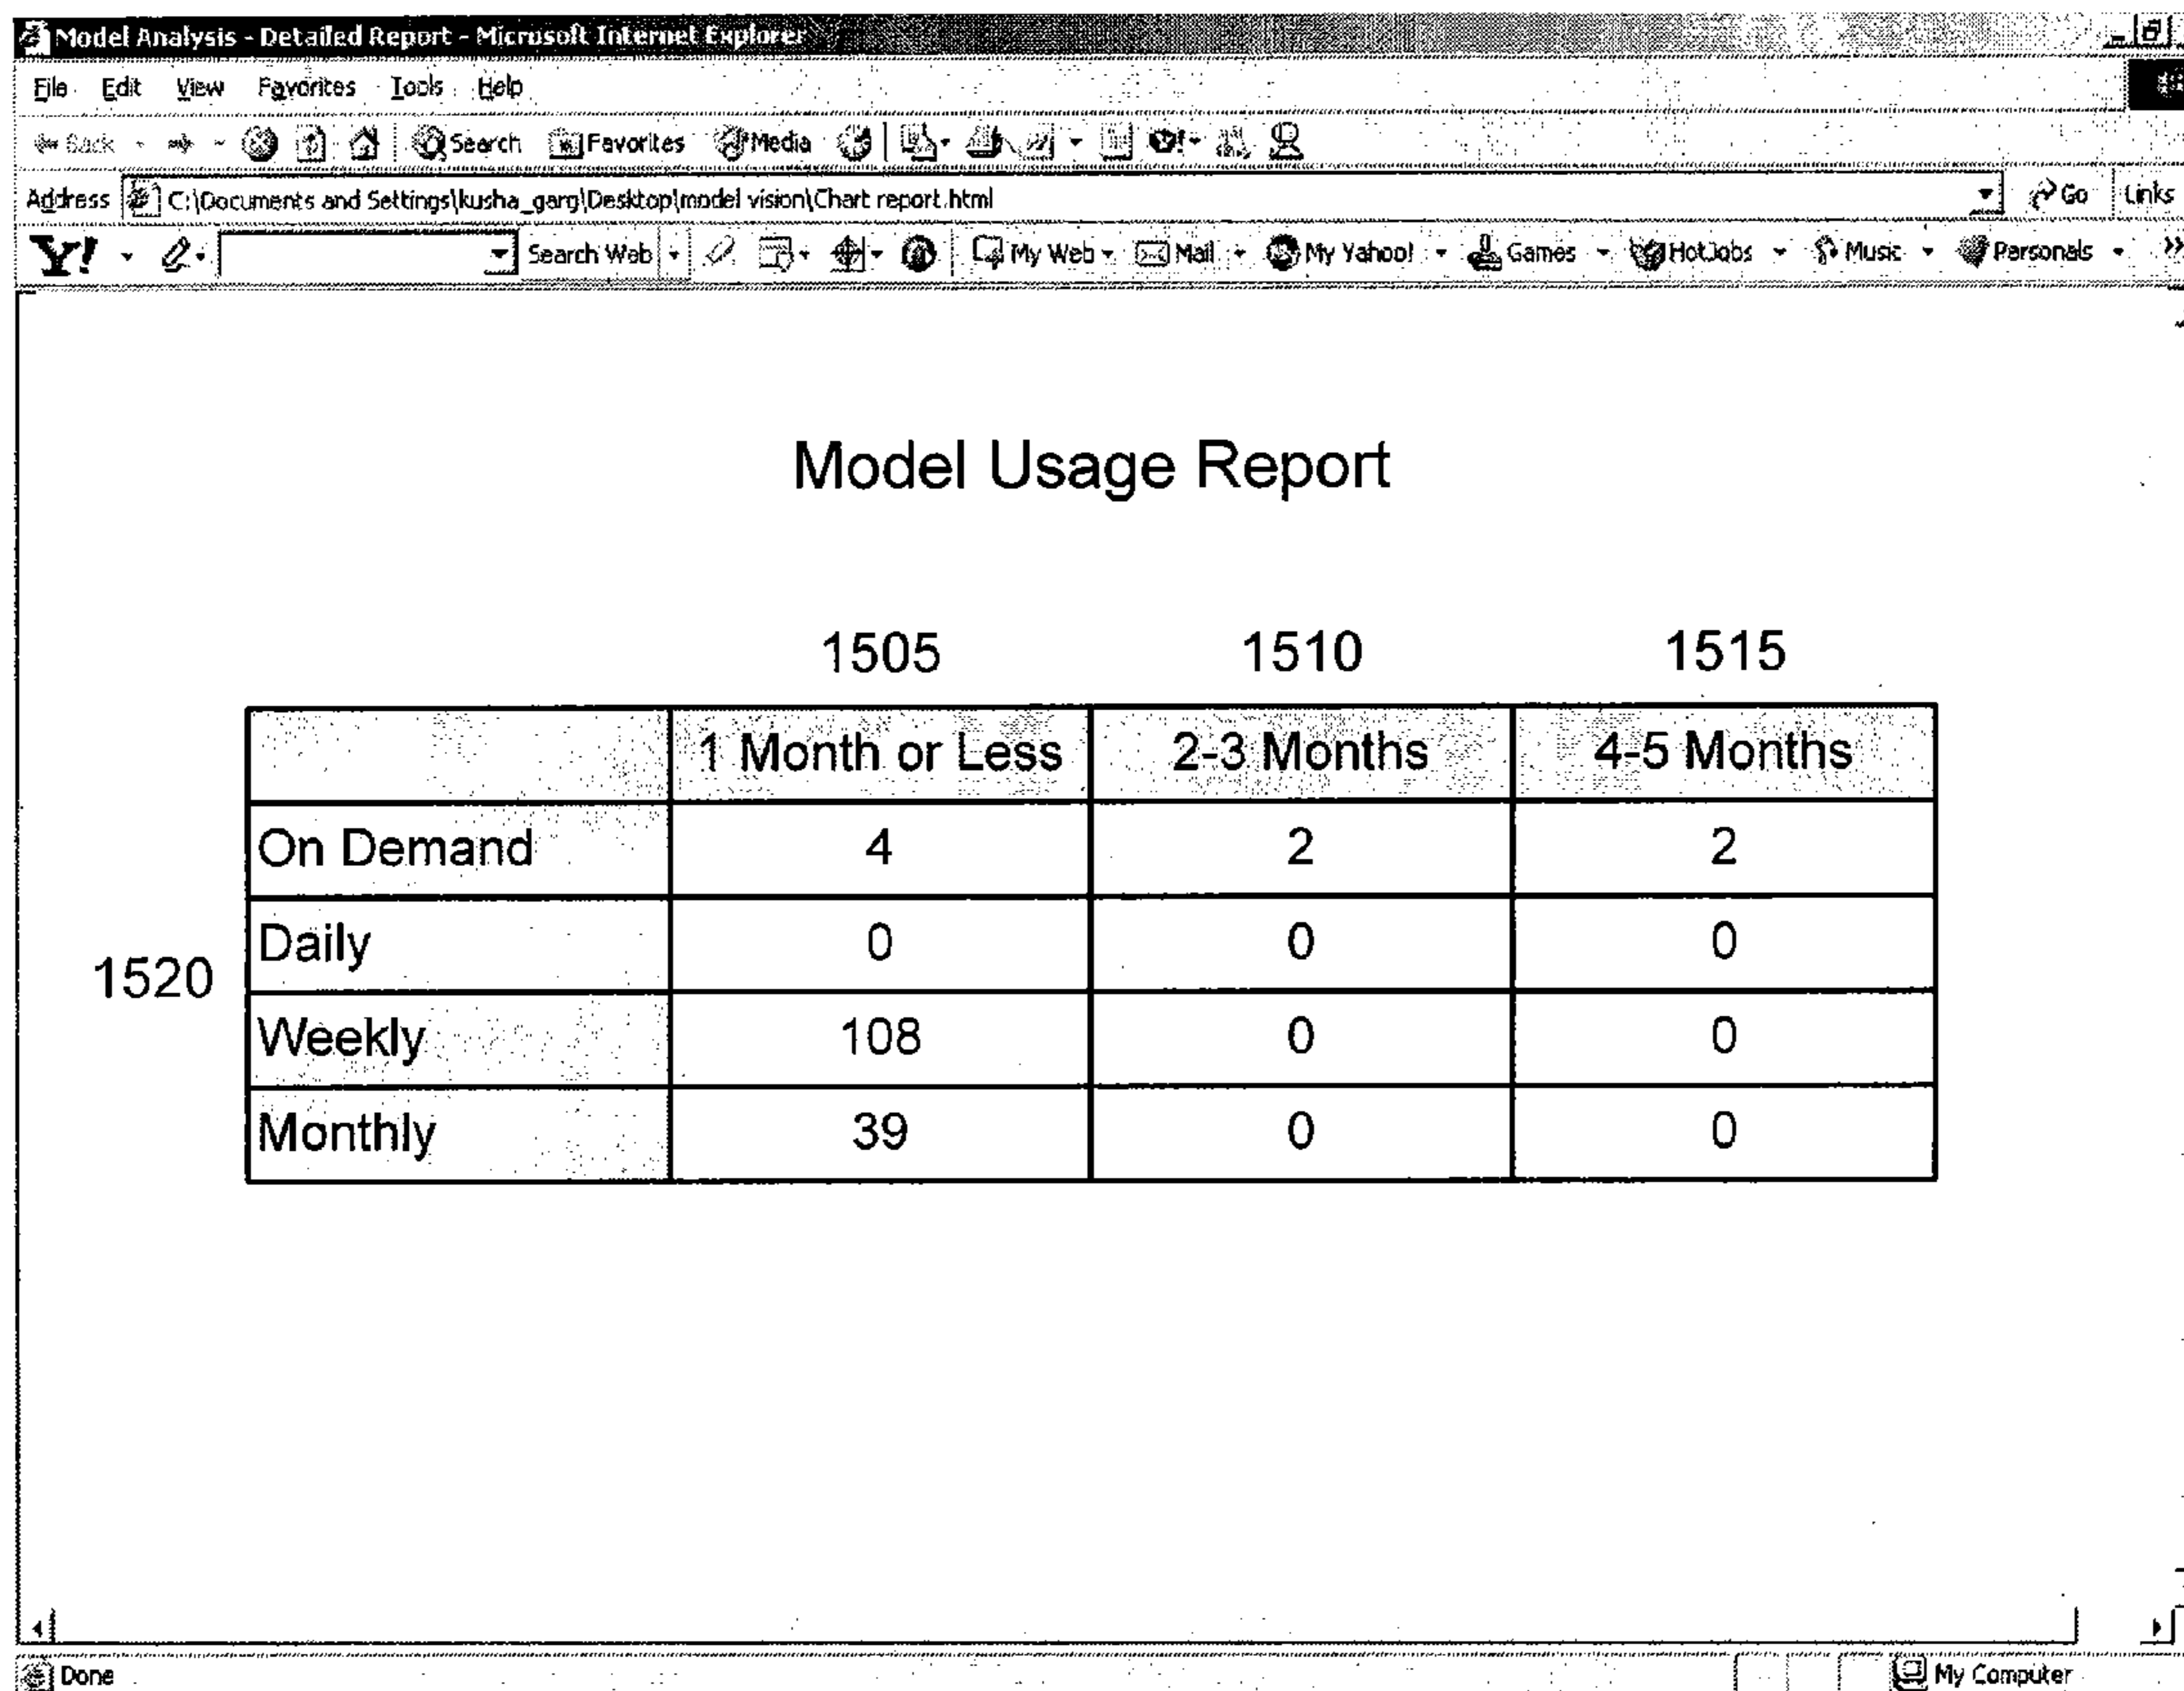 Model Analysis - Detailed Report - Microsoft Internet Explorer
File Edit View Favorites Tools Help
Back Search Favorites Media
Address C:\Documents and Settings\kusha_garg\Desktop\model vision\Chart report.html Go Links
Y! Search Web My Web Mail My Yahoo! Games HotJobs Music Personals »
Model Usage Report
1505 1510 1515
1 Month or Less 2-3 Months 4-5 Months
On Demand 4 2 2
Daily 0 0 0
1520
Weekly 108 0 0
Monthly 39 0 0
Done My Computer